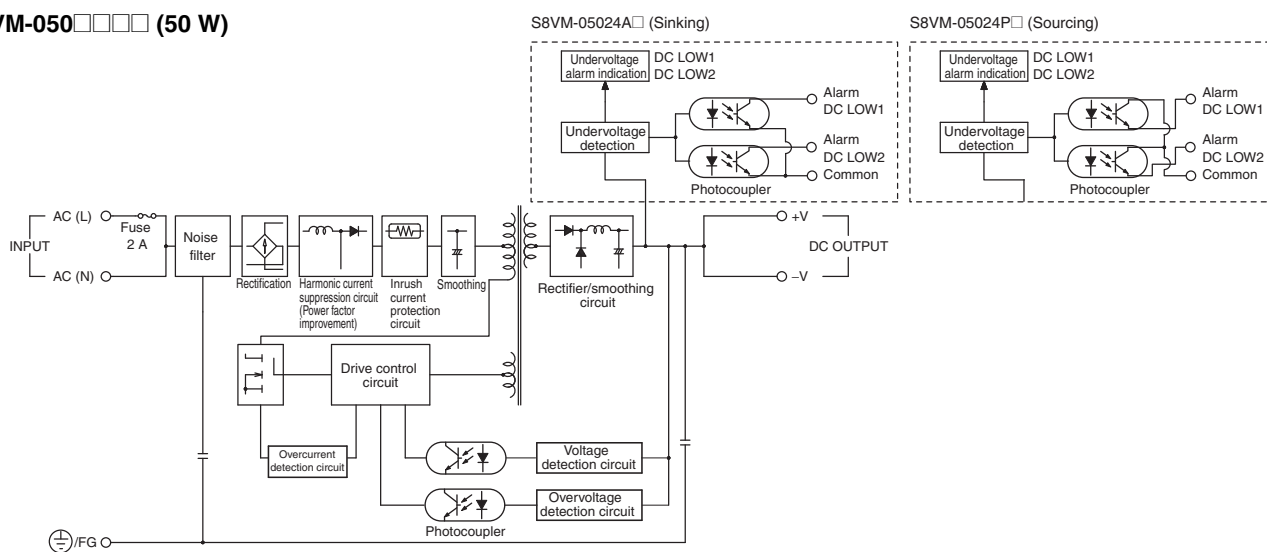 VM-050□□□□ (50 W)
S8VM-05024A□ (Sinking)
Undervoltage
alarm indication
DC LOW1
DC LOW2
Undervoltage
detection
Alarm
DC LOW1
Alarm
DC LOW2
Common
Photocoupler
S8VM-05024P□ (Sourcing)
Undervoltage
alarm indication
DC LOW1
DC LOW2
Undervoltage
detection
Alarm
DC LOW1
Alarm
DC LOW2
Common
Photocoupler
INPUT
AC (L)
AC (N)
Fuse
2 A
Noise
filter
Rectification
Harmonic current
suppression circuit
(Power factor
improvement)
Inrush
current
protection
circuit
Smoothing
Rectifier/smoothing
circuit
+V
DC OUTPUT
–V
Drive control
circuit
Overcurrent
detection circuit
Voltage
detection circuit
Overvoltage
detection circuit
Photocoupler
/FG